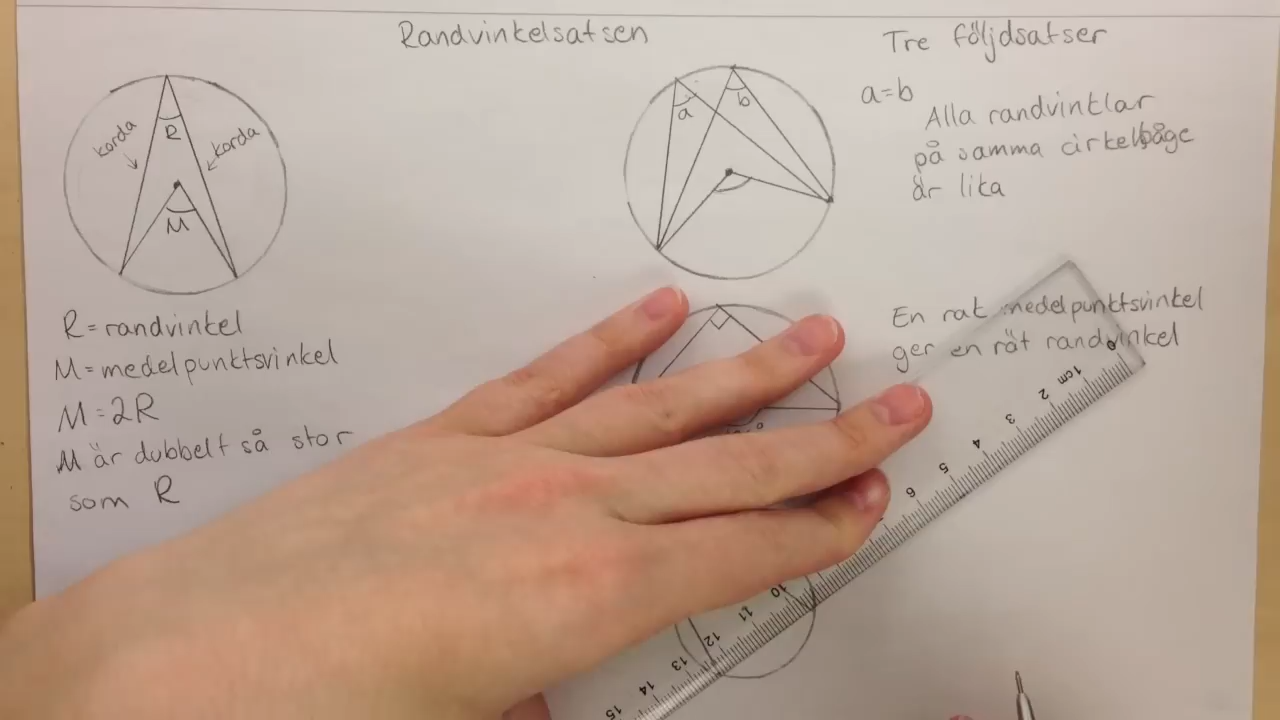 Randvinkelsatsen
korda
korda
R
M
R = randvinkel
M = medelpunktsvinkel
M = 2R
M är dubbelt så stor
som R
a
b
Tre följdsatser
a=b
Alla randvinklar
på samma cirkelbåge
är lika
En rak medelpunktsvinkel
ger en rät randvinkel
0
1cm
2
3
4
5
6
10
11
12
13
14
15